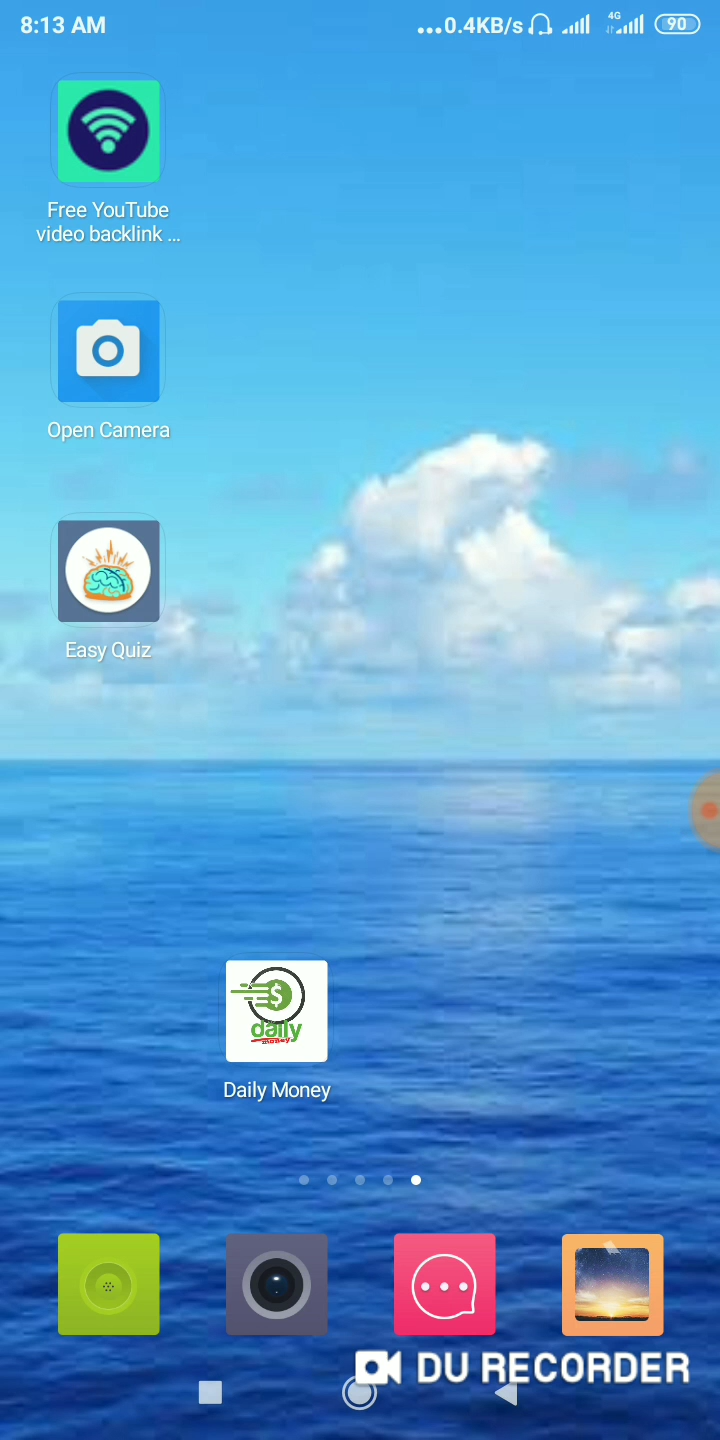 8:13 AM
...0.4KB/s
4G
90
Free YouTube
video backlink ...
Open Camera
Easy Quiz
$
daily
money
Daily Money
DU RECORDER